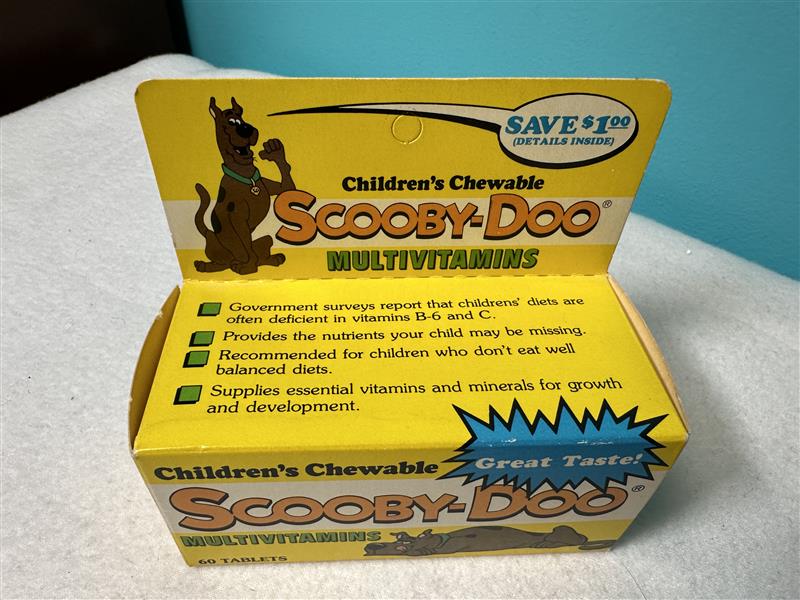 SAVE $1.00
(DETAILS INSIDE)
Children's Chewable
SCOOBY-DOO®
MULTIVITAMINS
Government surveys report that childrens' diets are
often deficient in vitamins B-6 and C.
Provides the nutrients your child may be missing.
Recommended for children who don't eat well
balanced diets.
Supplies essential vitamins and minerals for growth
and development.
Children's Chewable
Great Taste!
SCOOBY-DOO®
MULTIVITAMINS
60 TABLETS